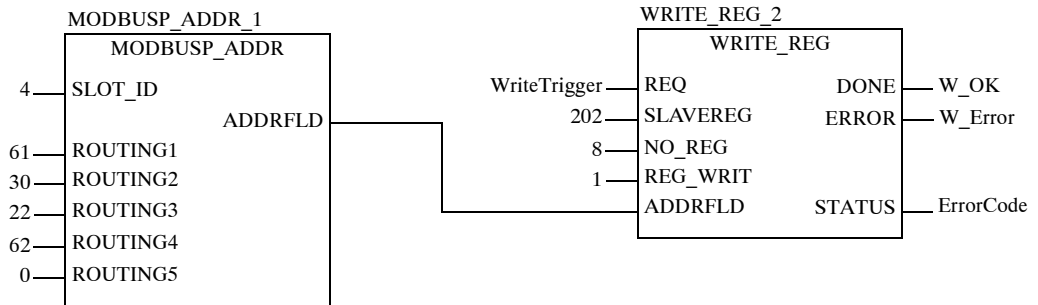 MODBUSP_ADDR_1
MODBUSP_ADDR
4 SLOT_ID
ADDRFLD
61 ROUTING1
30 ROUTING2
22 ROUTING3
62 ROUTING4
0 ROUTING5
WRITE_REG_2
WRITE_REG
WriteTrigger REQ DONE W_OK
202 SLAVEREG ERROR W_Error
8 NO_REG
1 REG_WRIT
ADDRFLD STATUS ErrorCode